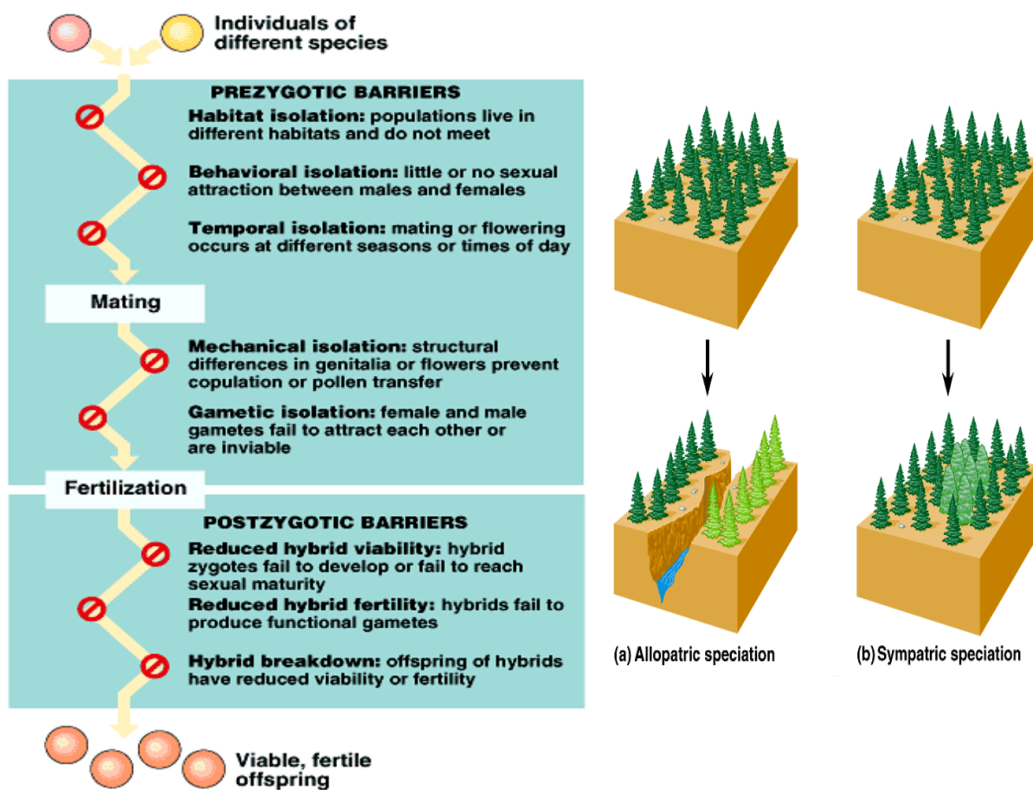 Individuals of
different species
PREZYGOTIC BARRIERS
Habitat isolation: populations live in
different habitats and do not meet
Behavioral isolation: little or no sexual
attraction between males and females
Temporal isolation: mating or flowering
occurs at different seasons or times of day
Mating
Mechanical isolation: structural
differences in genitalia or flowers prevent
copulation or pollen transfer
Gametic isolation: female and male
gametes fail to attract each other or
are inviable
Fertilization
POSTZYGOTIC BARRIERS
Reduced hybrid viability: hybrid
zygotes fail to develop or fail to reach
sexual maturity
Reduced hybrid fertility: hybrids fail to
produce functional gametes
Hybrid breakdown: offspring of hybrids
have reduced viability or fertility
Viable, fertile
offspring
(a) Allopatric speciation
(b) Sympatric speciation